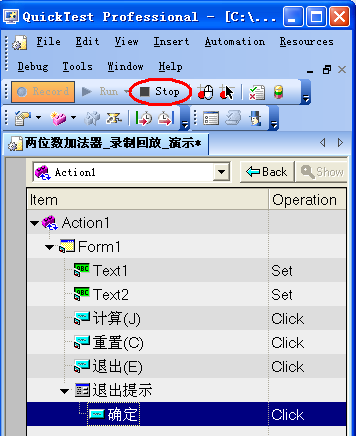 QuickTest Professional - [C:\...
File Edit View Insert Automation Resources
Debug Tools Window Help
Record Run Stop
两位数加法器_录制回放_演示*
Action1 Back Show
Item Operation
Action1
Form1
Text1 Set
Text2 Set
计算(J) Click
重置(C) Click
退出(E) Click
退出提示
确定 Click